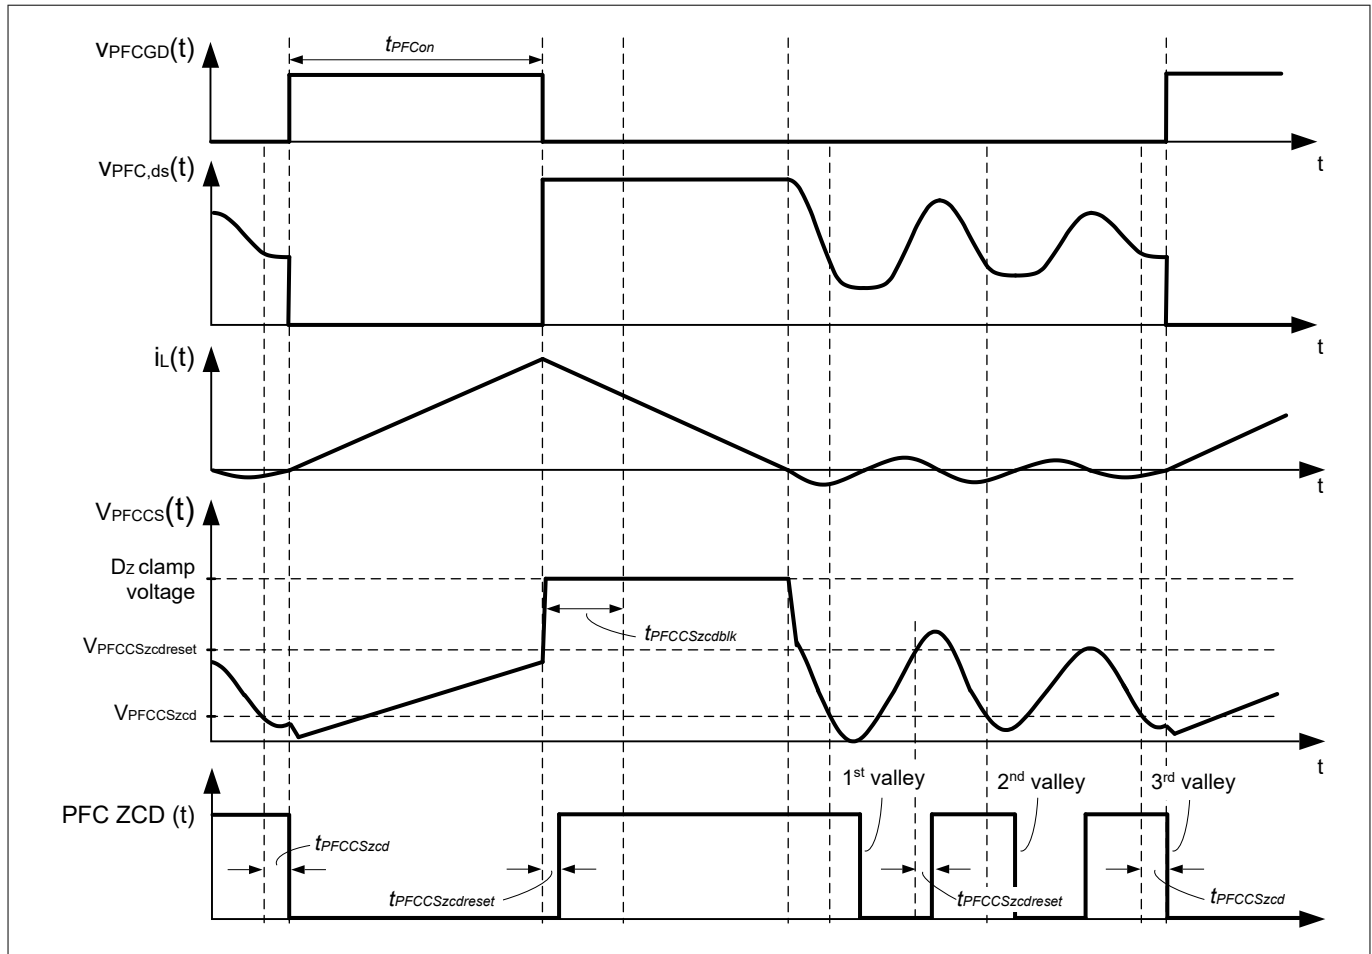 vPFCGD(t)
tPFCon
t
vPFC,ds(t)
t
iL(t)
t
VPFCCS(t)
Dz clamp
voltage
tPFCCSzcdblk
VPFCCSzcdreset
VPFCCSzcd
t
1st valley
2nd valley
3rd valley
PFC ZCD (t)
tPFCCSzcd
tPFCCSzcdreset
tPFCCSzcdreset
tPFCCSzcd